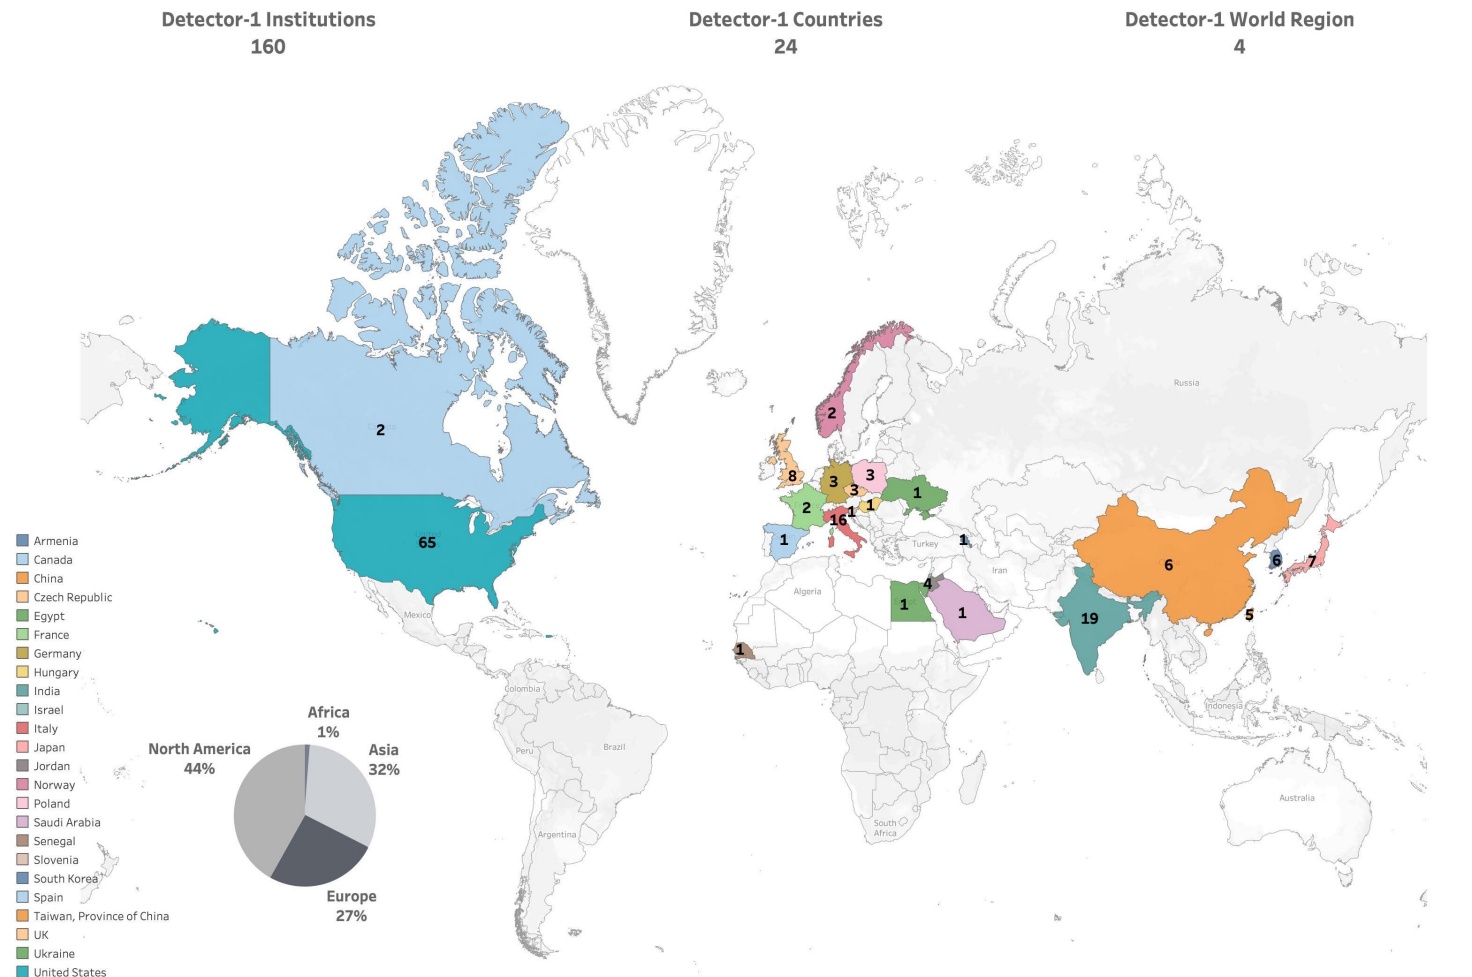 Detector-1 Institutions
160
Detector-1 Countries
24
Detector-1 World Region
4
Russia
2
2
8
3
3
3
1
2
1
16
1
1
65
Turkey
1
Iran
6
6
7
Algeria
4
1
1
19
5
1
Mexico
Colombia
Peru
Brazil
Indonesia
Argentina
South
Africa
Australia
Armenia
Canada
China
Czech Republic
Egypt
France
Germany
Hungary
India
Israel
Italy
Japan
Jordan
Norway
Poland
Saudi Arabia
Senegal
Slovenia
South Korea
Spain
Taiwan, Province of China
UK
Ukraine
United States
Africa
1%
North America
44%
Asia
32%
Europe
27%